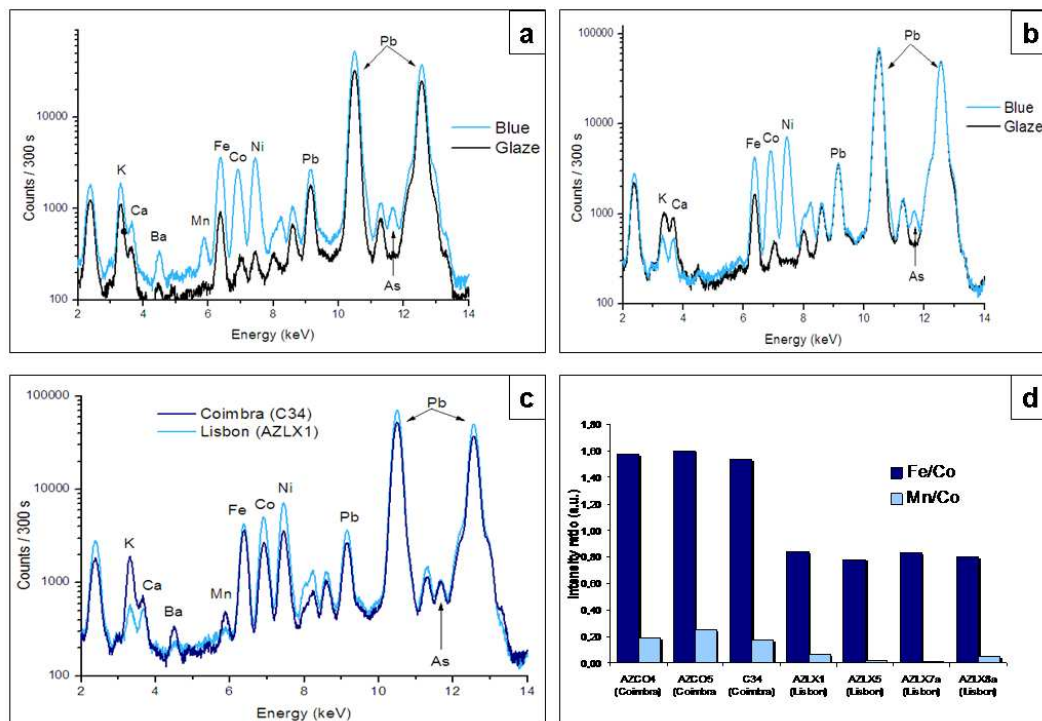 a
Pb
Blue
Glaze
Fe
Co
Ni
K
Ca
Ba
Mn
Pb
As
Counts / 300 s
10000
1000
100
2 4 6 8 10 12 14
Energy (keV)
b
Pb
Blue
Glaze
Fe
Co
Ni
K
Ca
Pb
As
Counts / 300 s
100000
10000
1000
100
2 4 6 8 10 12 14
Energy (keV)
c
Coimbra (C34)
Lisbon (AZLX1)
Pb
Fe
Co
Ni
K
Ca
Ba
Mn
Pb
As
Counts / 300 s
100000
10000
1000
100
2 4 6 8 10 12 14
Energy (keV)
d
Fe/Co
Mn/Co
Intensity ratio (a.u.)
1,80
1,60
1,40
1,20
1,00
0,80
0,60
0,40
0,20
0,00
AZCO4 AZCO5 C34 AZLX1 AZLX5 AZLX7a AZLX8a
(Coimbra) (Coimbra (Coimbra) (Lisbon) (Lisbon) (Lisbon) (Lisbon)